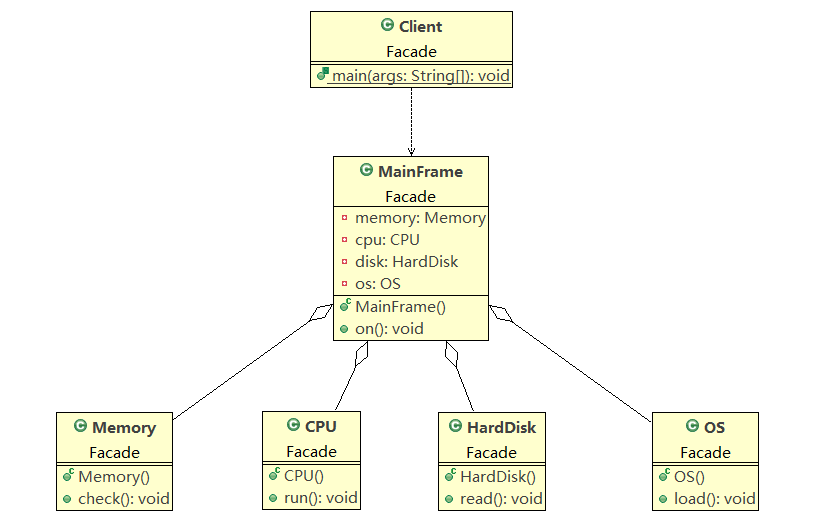 Client
Facade
main(args: String[]): void
MainFrame
Facade
memory: Memory
cpu: CPU
disk: HardDisk
os: OS
MainFrame()
on(): void
Memory
Facade
Memory()
check(): void
CPU
Facade
CPU()
run(): void
HardDisk
Facade
HardDisk()
read(): void
OS
Facade
OS()
load(): void